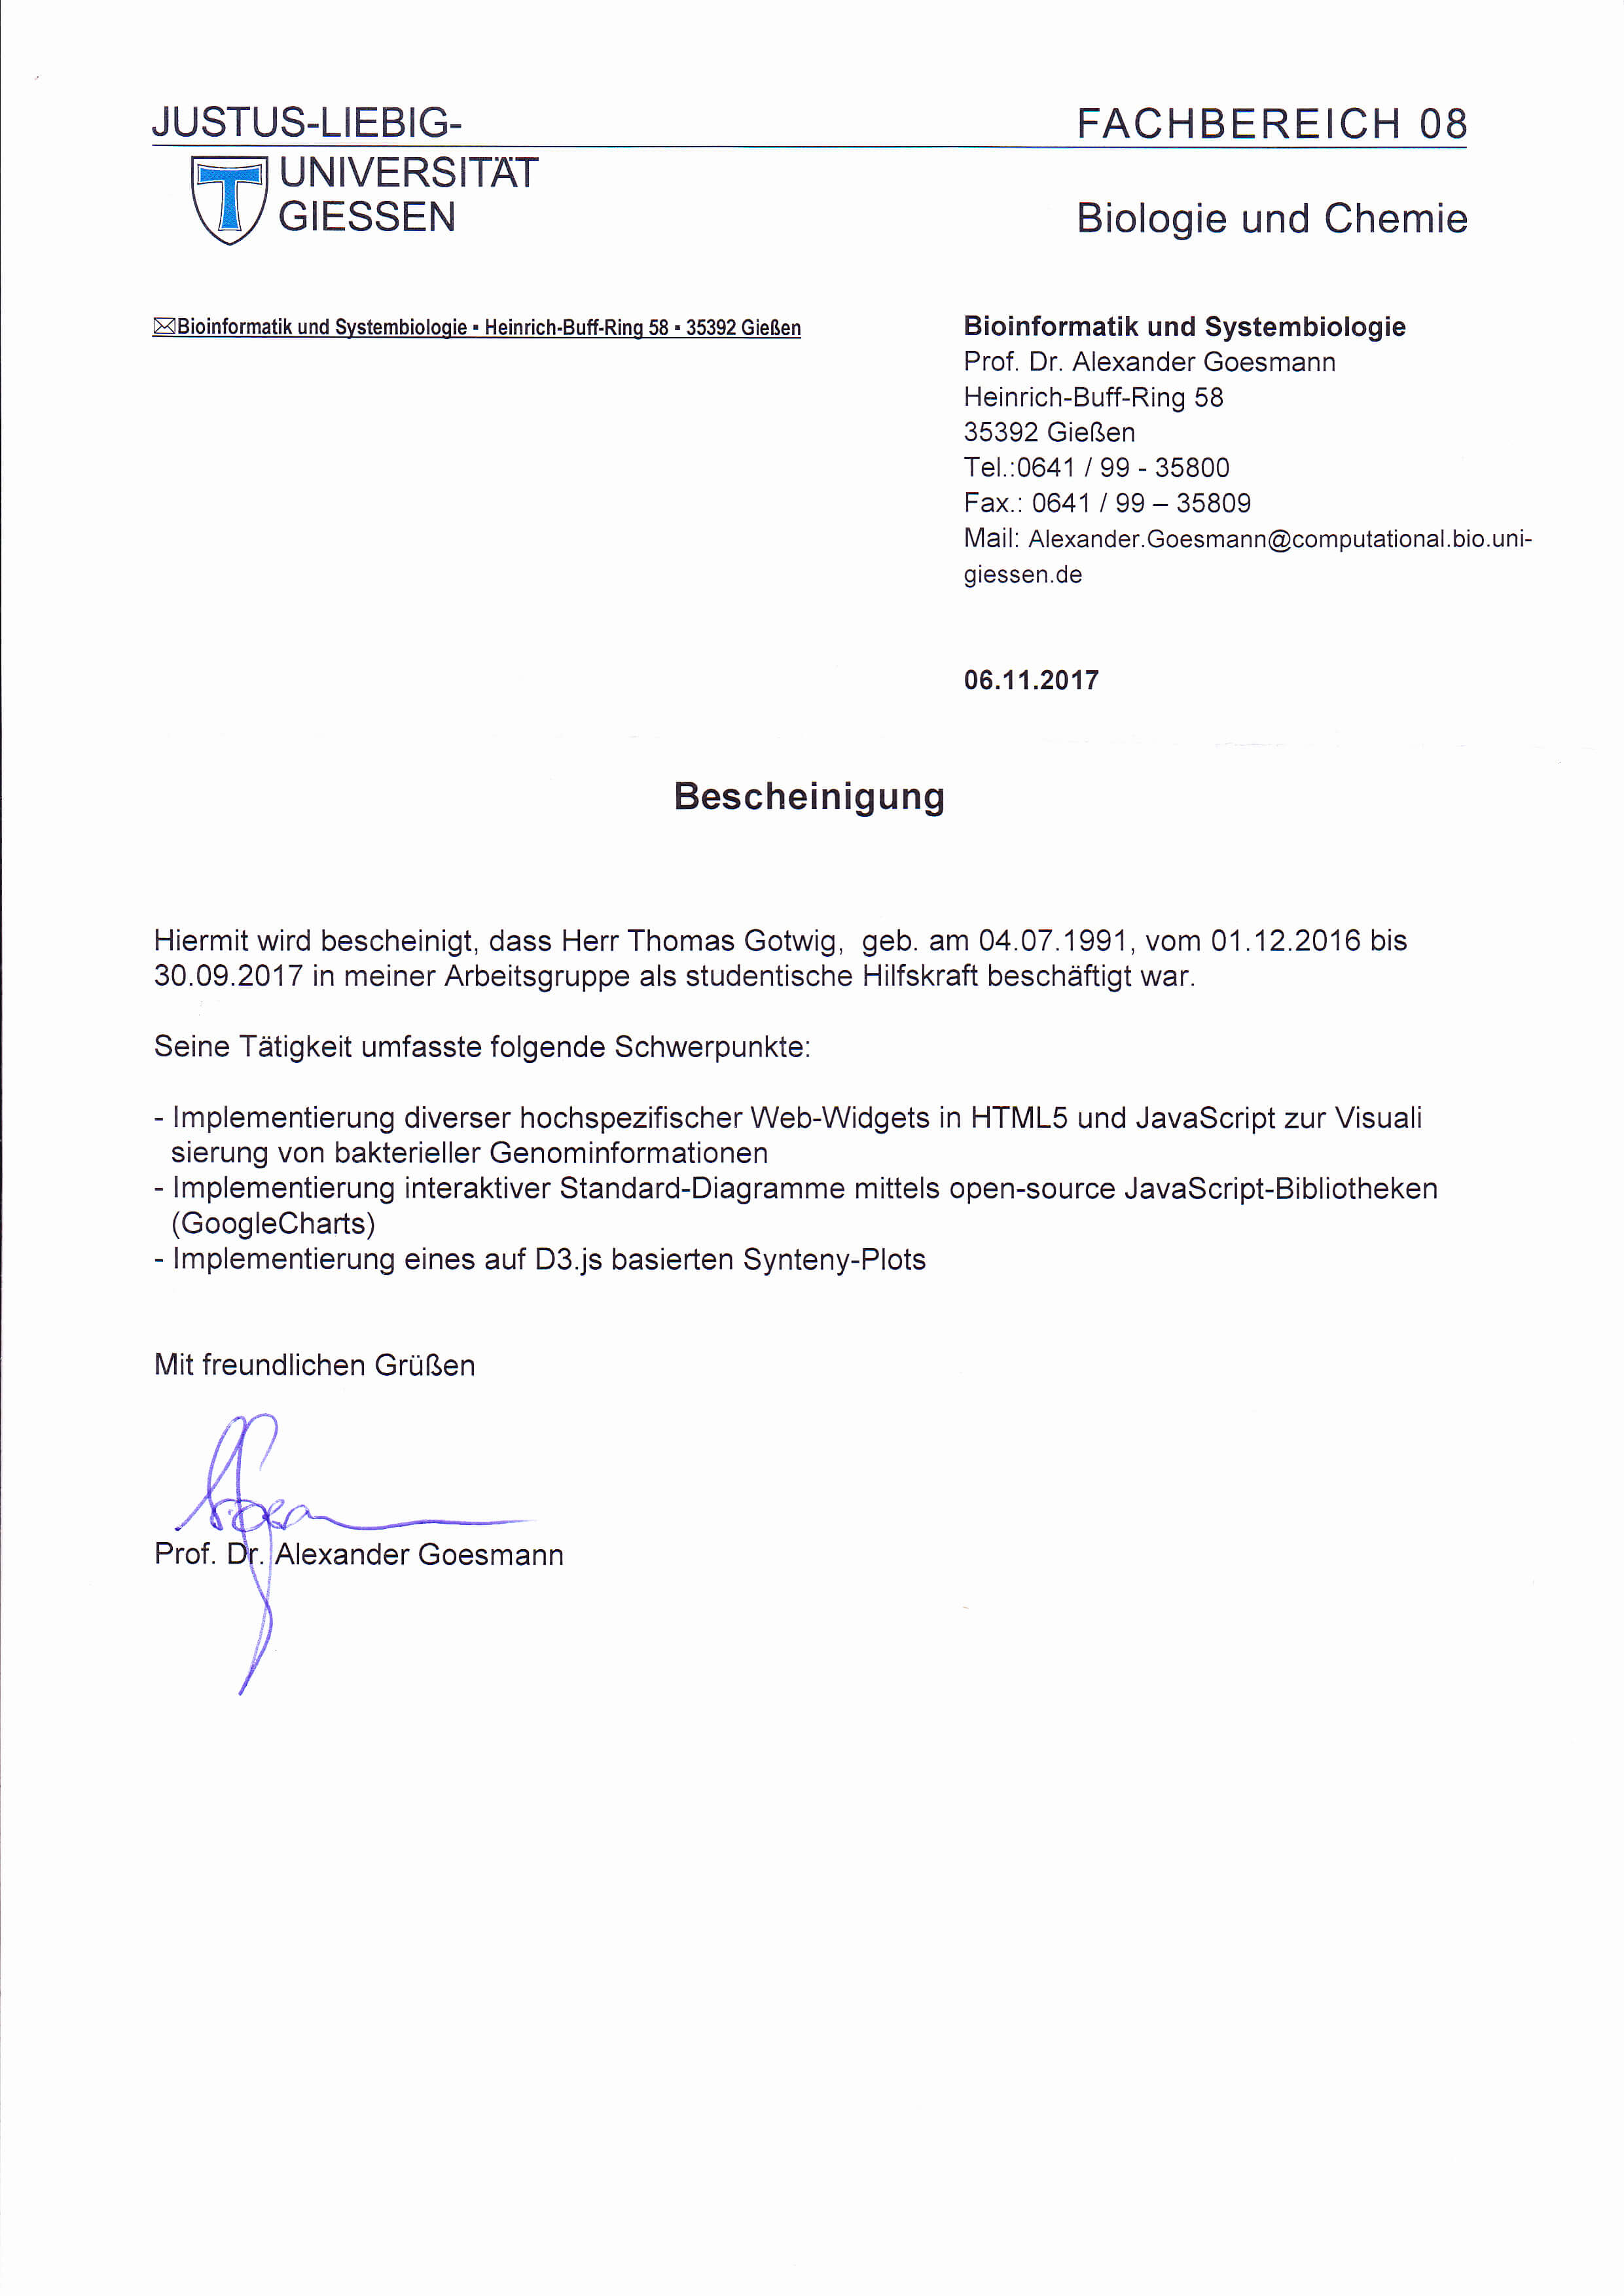 JUSTUS-LIEBIG-
UNIVERSITÄT
GIESSEN
FACHBEREICH 08
Biologie und Chemie
Bioinformatik und Systembiologie ▪ Heinrich-Buff-Ring 58 ▪ 35392 Gießen
Bioinformatik und Systembiologie
Prof. Dr. Alexander Goesmann
Heinrich-Buff-Ring 58
35392 Gießen
Tel.:0641 / 99 - 35800
Fax.: 0641 / 99 – 35809
Mail: Alexander.Goesmann@computational.bio.uni-
giessen.de
06.11.2017
Bescheinigung
Hiermit wird bescheinigt, dass Herr Thomas Gotwig,  geb. am 04.07.1991, vom 01.12.2016 bis
30.09.2017 in meiner Arbeitsgruppe als studentische Hilfskraft beschäftigt war.
Seine Tätigkeit umfasste folgende Schwerpunkte:
- Implementierung diverser hochspezifischer Web-Widgets in HTML5 und JavaScript zur Visuali
sierung von bakterieller Genominformationen
- Implementierung interaktiver Standard-Diagramme mittels open-source JavaScript-Bibliotheken
(GoogleCharts)
- Implementierung eines auf D3.js basierten Synteny-Plots
Mit freundlichen Grüßen
Prof. Dr. Alexander Goesmann